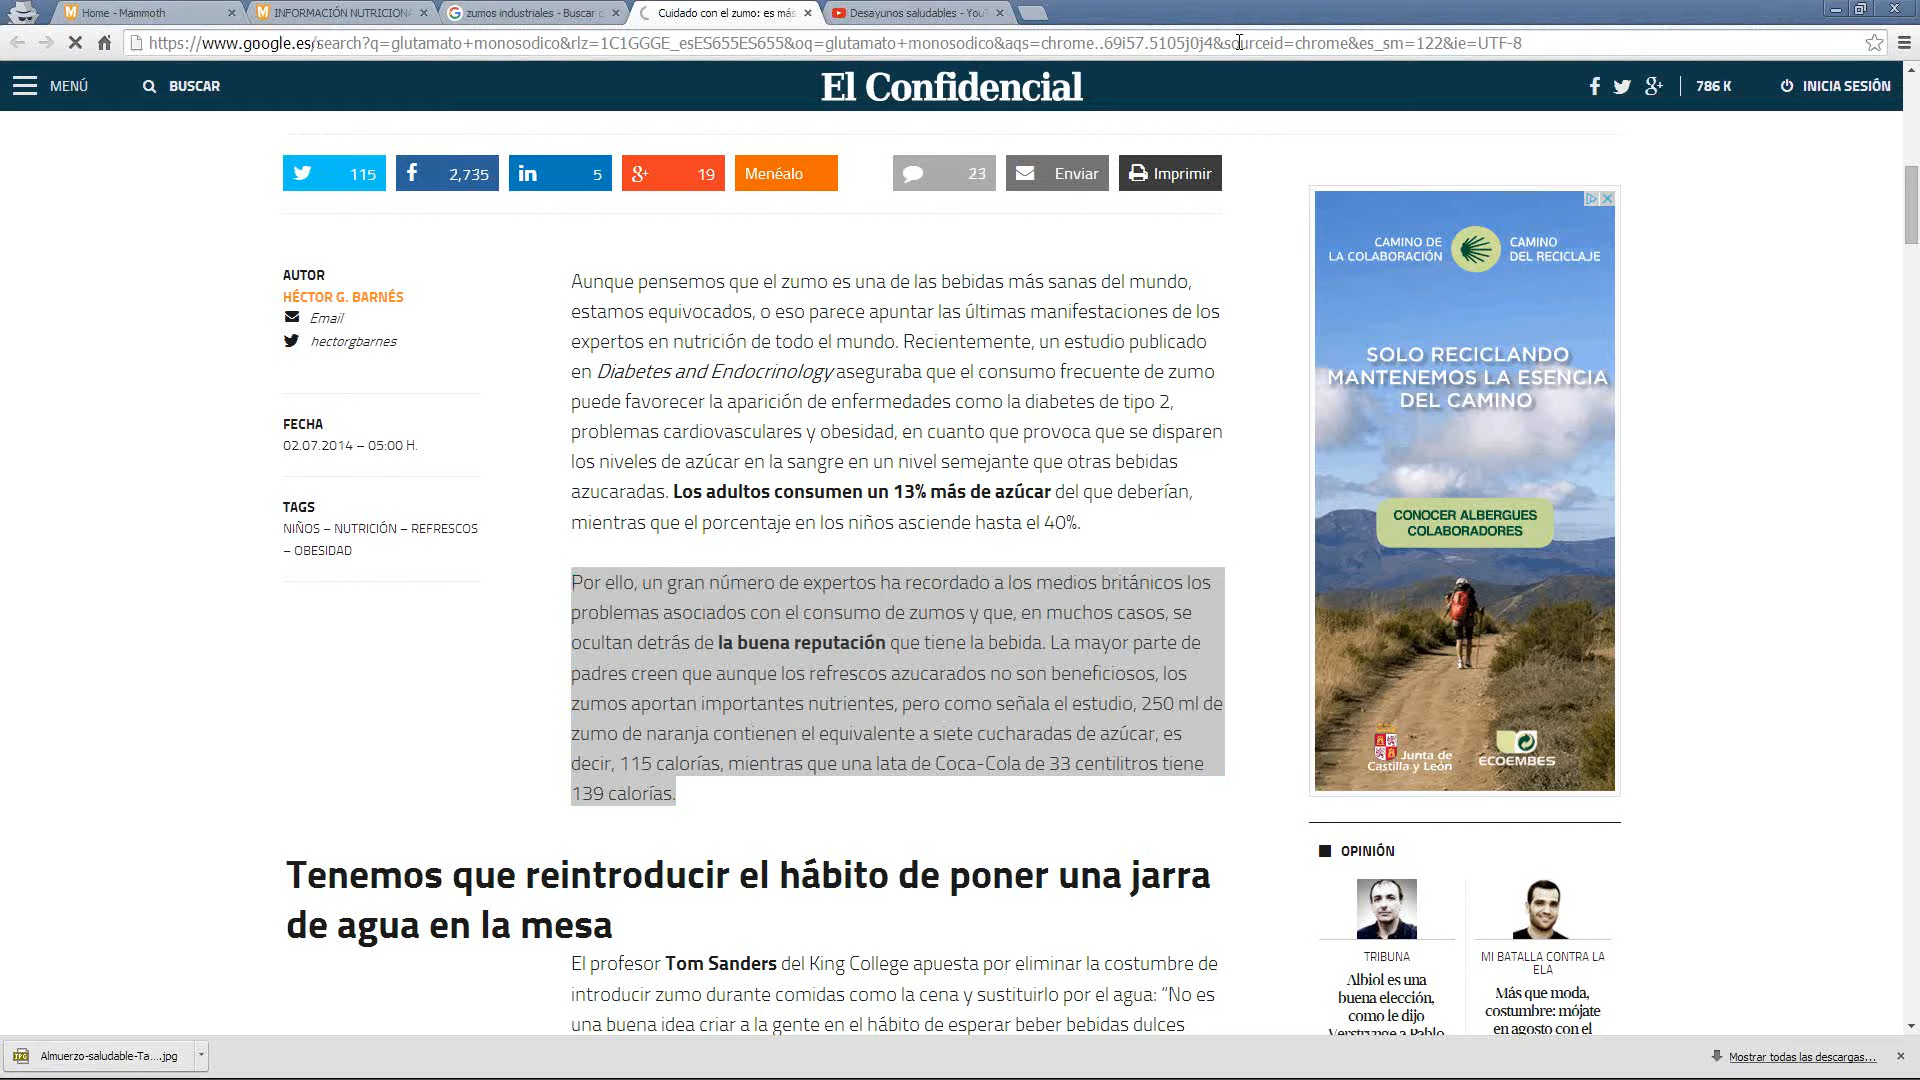 Home - Mammoth
INFORMACIÓN NUTRICION
zumos industriales - Buscar c
Cuidado con el zumo: es más
Desayunos saludables - You
https://www.google.es/search?q=glutamato+monosodico&rlz=1C1GGGE_esES655ES655&oq=glutamato+monosodico&aqs=chrome..69i57.5105j0j4&sourceid=chrome&es_sm=122&ie=UTF-8
MENÚ
BUSCAR
El Confidencial
786 K
INICIA SESIÓN
115
2,735
5
19
Menéalo
23
Enviar
Imprimir
AUTOR
HÉCTOR G. BARNÉS
Email
hectorgbarnes
FECHA
02.07.2014 – 05:00 H.
TAGS
NIÑOS – NUTRICIÓN – REFRESCOS
– OBESIDAD
Aunque pensemos que el zumo es una de las bebidas más sanas del mundo,
estamos equivocados, o eso parece apuntar las últimas manifestaciones de los
expertos en nutrición de todo el mundo. Recientemente, un estudio publicado
en Diabetes and Endocrinology aseguraba que el consumo frecuente de zumo
puede favorecer la aparición de enfermedades como la diabetes de tipo 2,
problemas cardiovasculares y obesidad, en cuanto que provoca que se disparen
los niveles de azúcar en la sangre en un nivel semejante que otras bebidas
azucaradas. Los adultos consumen un 13% más de azúcar del que deberían,
mientras que el porcentaje en los niños asciende hasta el 40%.
Por ello, un gran número de expertos ha recordado a los medios británicos los
problemas asociados con el consumo de zumos y que, en muchos casos, se
ocultan detrás de la buena reputación que tiene la bebida. La mayor parte de
padres creen que aunque los refrescos azucarados no son beneficiosos, los
zumos aportan importantes nutrientes, pero como señala el estudio, 250 ml de
zumo de naranja contienen el equivalente a siete cucharadas de azúcar, es
decir, 115 calorías, mientras que una lata de Coca-Cola de 33 centilitros tiene
139 calorías.
Tenemos que reintroducir el hábito de poner una jarra
de agua en la mesa
El profesor Tom Sanders del King College apuesta por eliminar la costumbre de
introducir zumo durante comidas como la cena y sustituirlo por el agua: “No es
una buena idea criar a la gente en el hábito de esperar beber bebidas dulces
CAMINO DE
LA COLABORACIÓN
CAMINO
DEL RECICLAJE
SOLO RECICLANDO
MANTENEMOS LA ESENCIA
DEL CAMINO
CONOCER ALBERGUES
COLABORADORES
Junta de
Castilla y León
ECOEMBES
OPINIÓN
TRIBUNA
Albiol es una
buena elección,
como le dijo
Verstrynge a Pablo
MI BATALLA CONTRA LA
ELA
Más que moda,
costumbre: mójate
en agosto con el
Almuerzo-saludable-Ta....jpg
Mostrar todas las descargas...